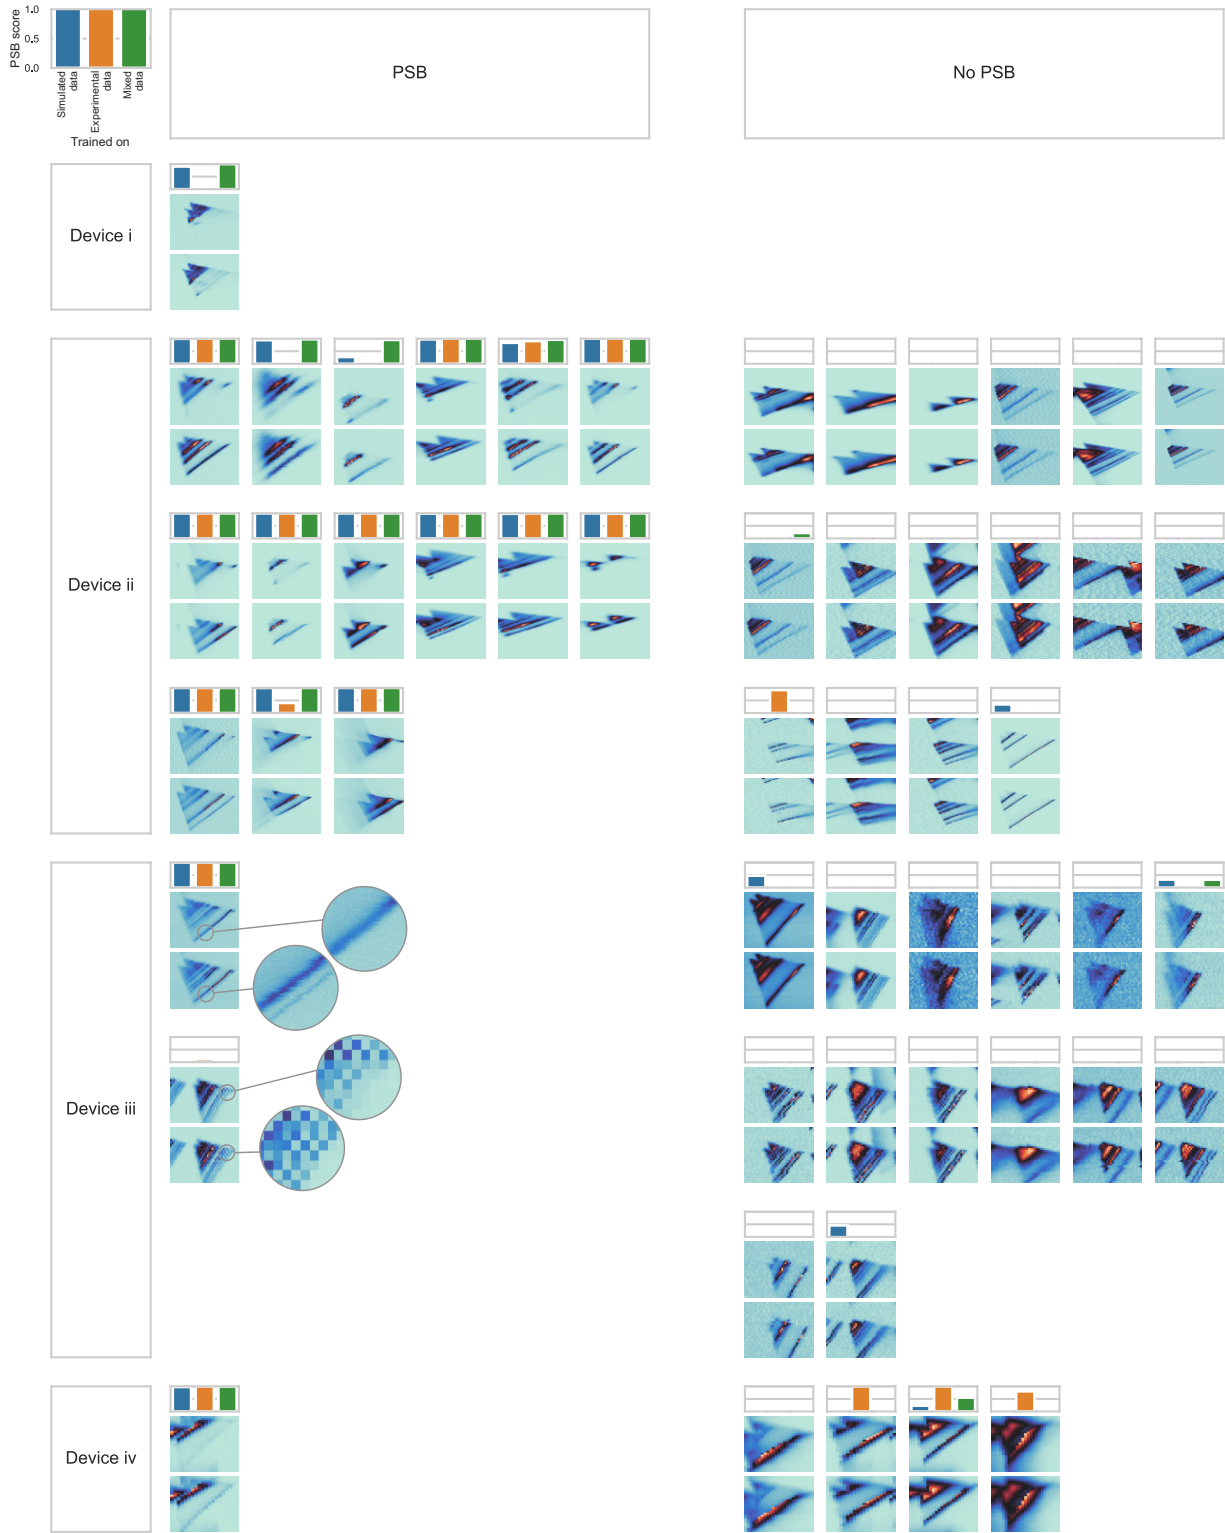 PSB score
1.0
0.5
0.0
Simulated
data
Experimental
data
Mixed
data
Trained on
PSB
No PSB
Device i
Device ii
Device iii
Device iv